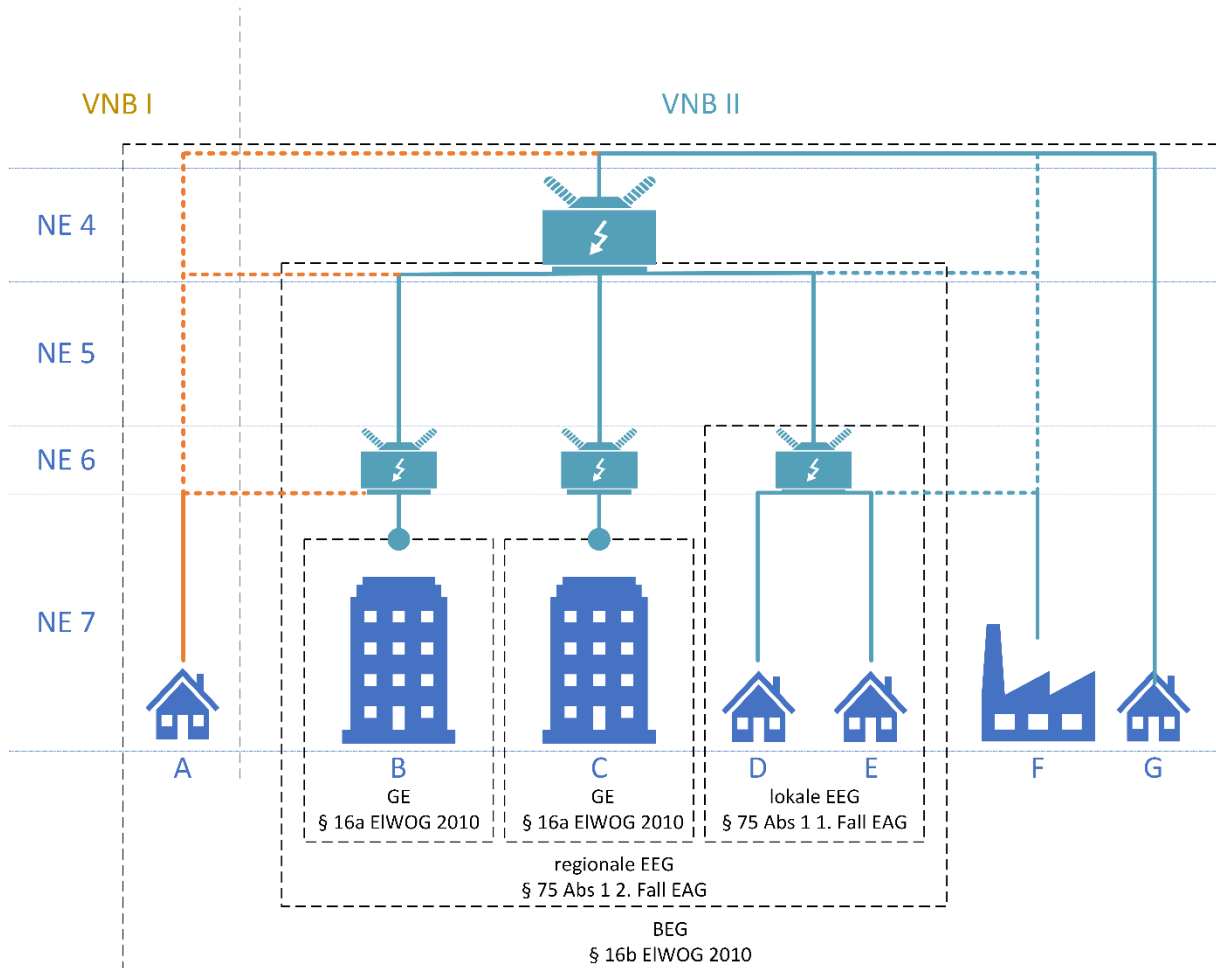 VNB I
VNB II
NE 4
NE 5
NE 6
NE 7
A
B
C
D
E
F
G
GE
§ 16a ElWOG 2010
GE
§ 16a ElWOG 2010
lokale EEG
§ 75 Abs 1 1. Fall EAG
regionale EEG
§ 75 Abs 1 2. Fall EAG
BEG
§ 16b ElWOG 2010